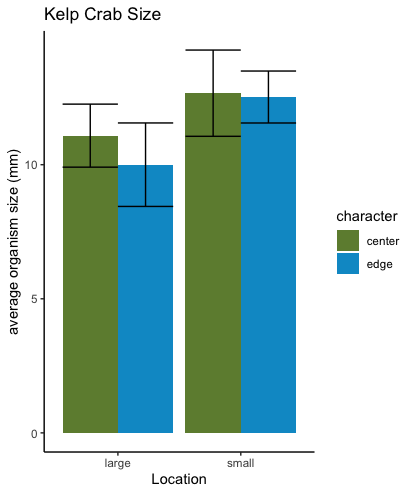 Kelp Crab Size
average organism size (mm)
10
5
0
large
small
Location
character
center
edge